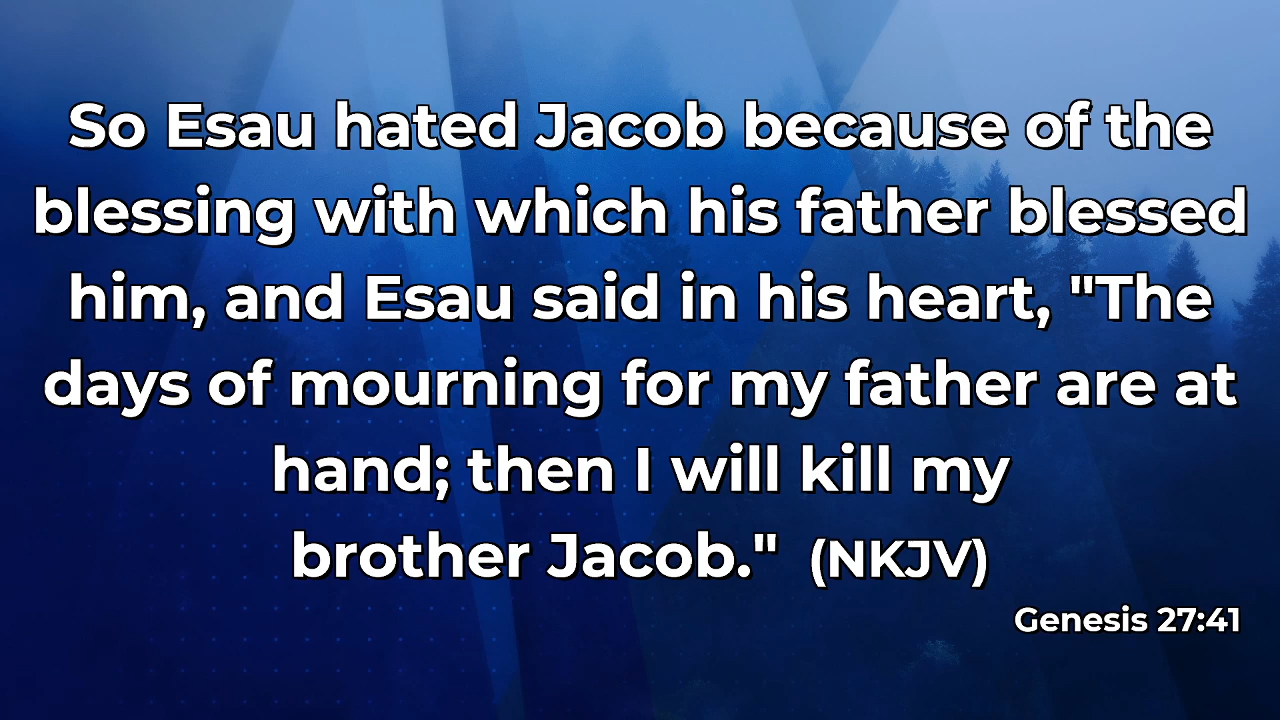 So Esau hated Jacob because of the
blessing with which his father blessed
him, and Esau said in his heart, "The
days of mourning for my father are at
hand; then I will kill my
brother Jacob." (NKJV)
Genesis 27:41